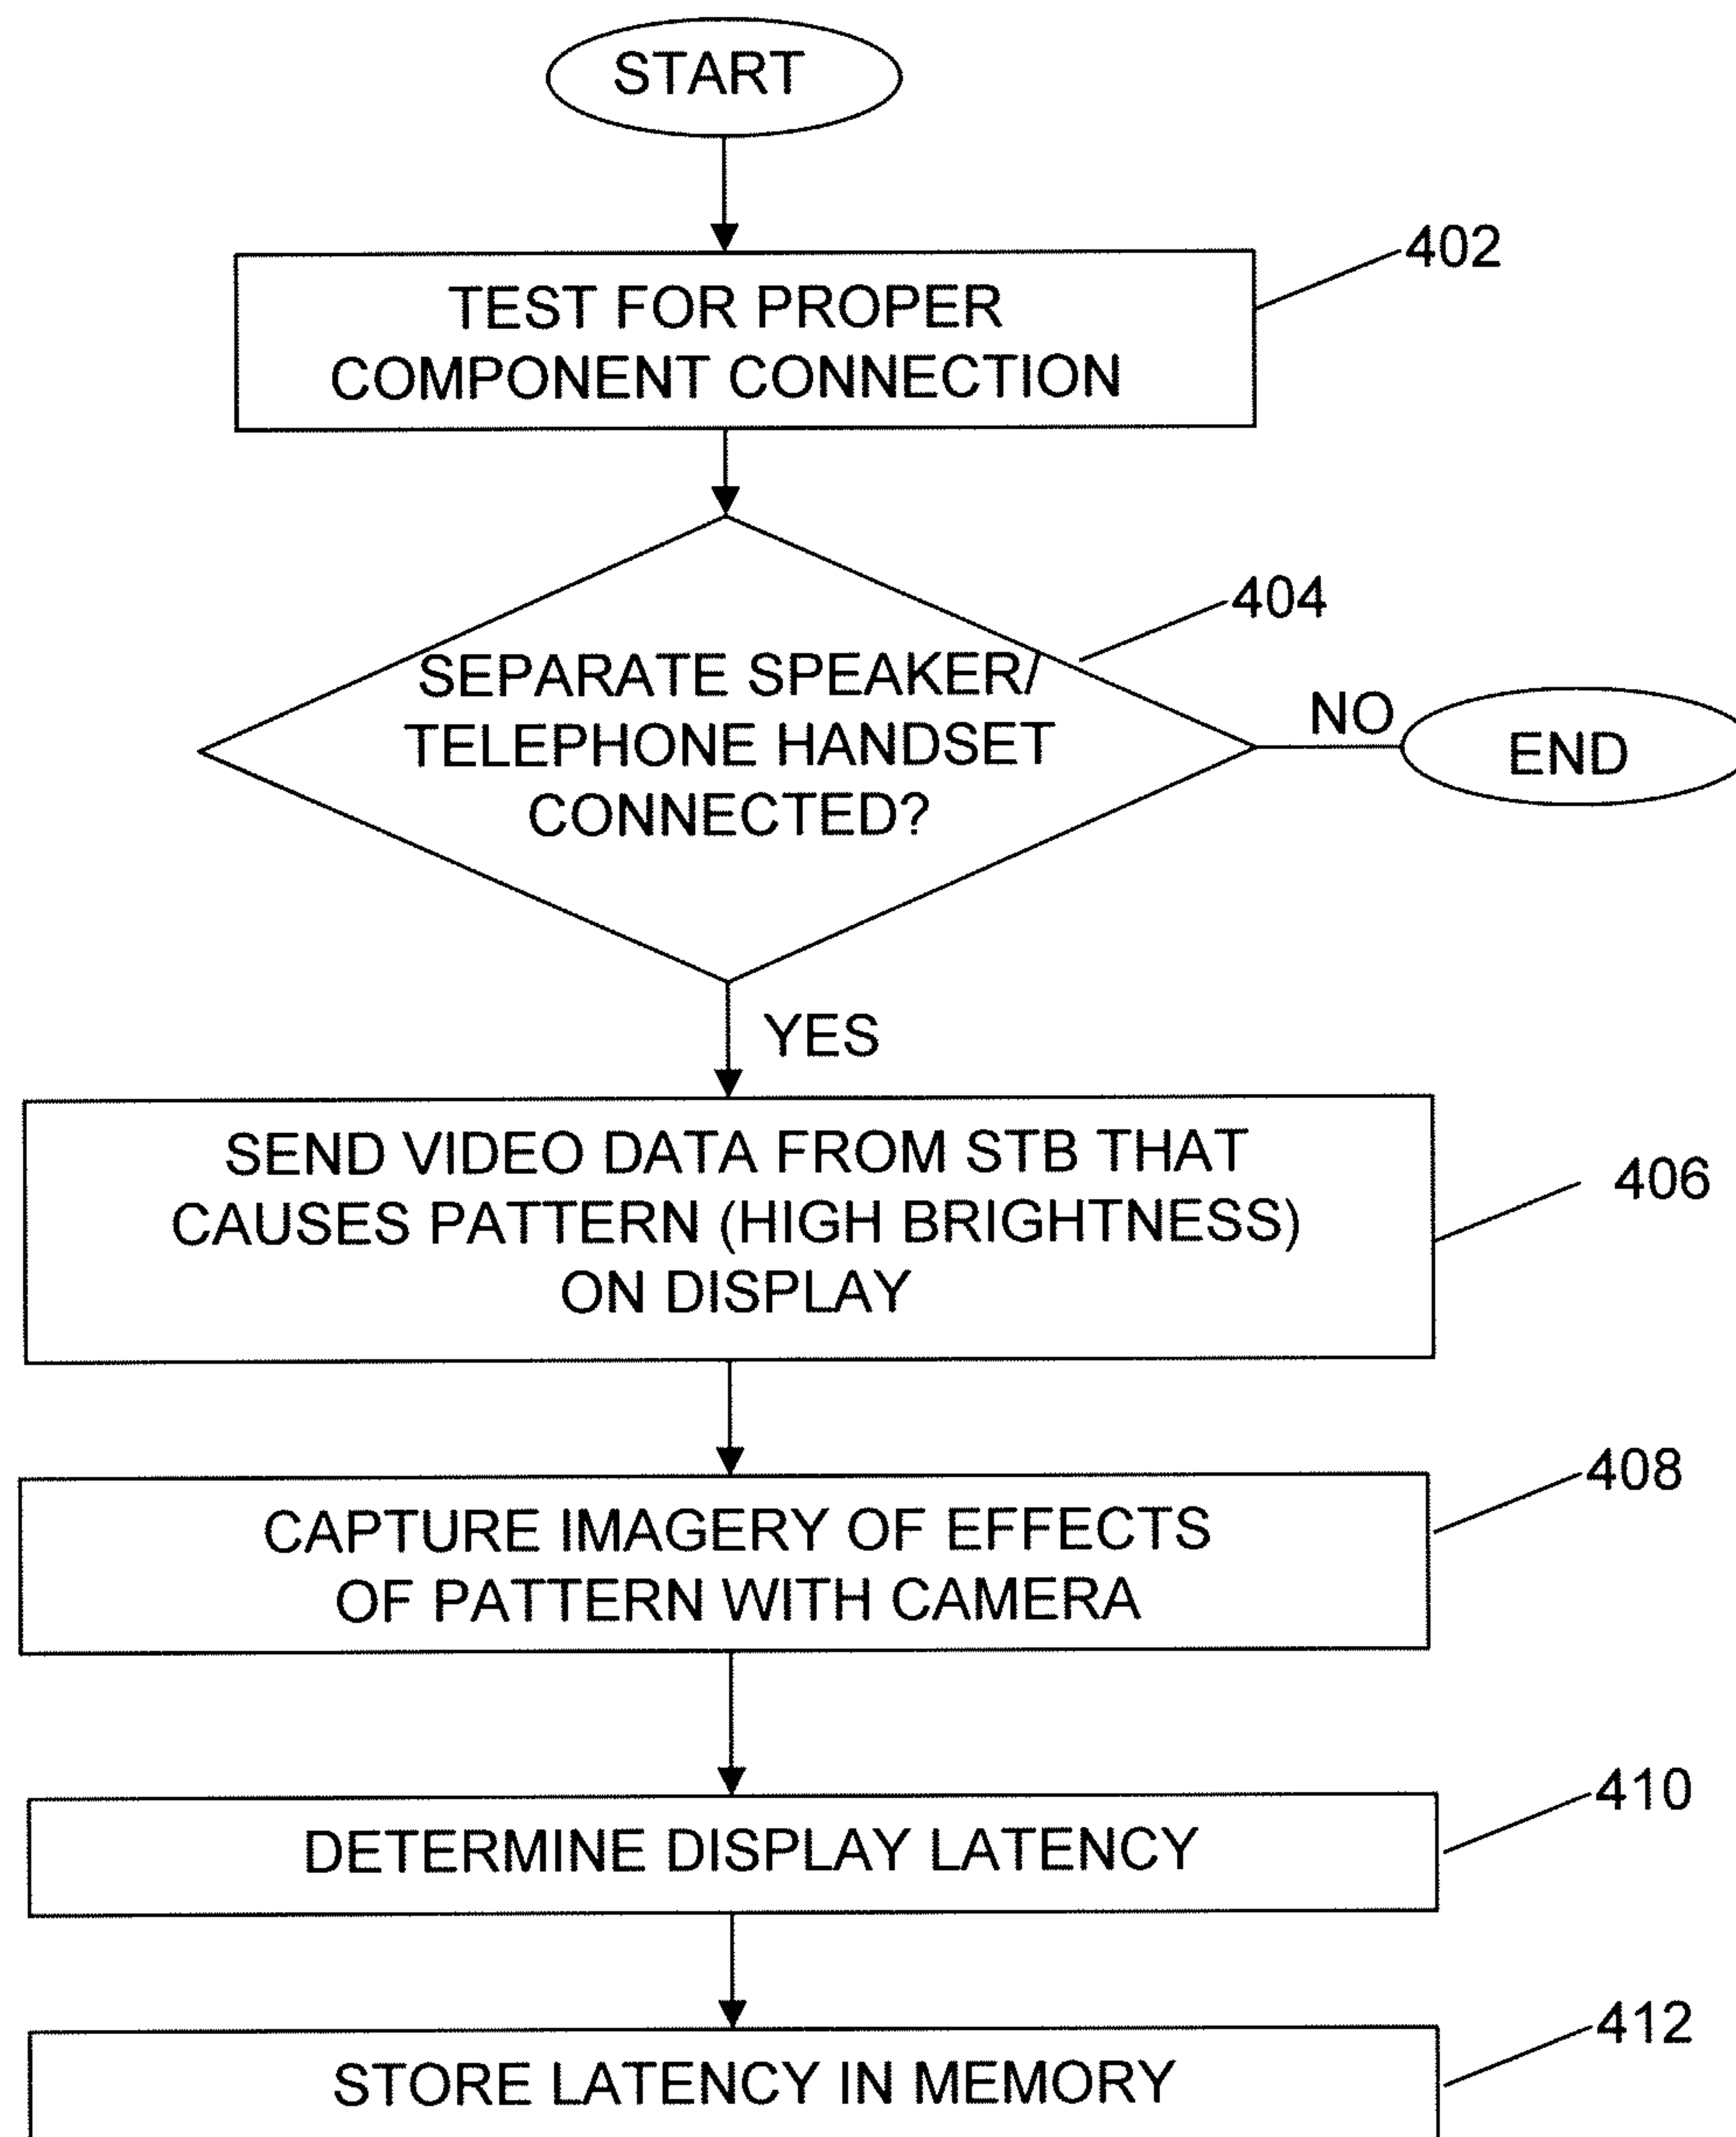 START
402
TEST FOR PROPER
COMPONENT CONNECTION
404
SEPARATE SPEAKER/
TELEPHONE HANDSET
CONNECTED?
NO
END
YES
406
SEND VIDEO DATA FROM STB THAT
CAUSES PATTERN (HIGH BRIGHTNESS)
ON DISPLAY
408
CAPTURE IMAGERY OF EFFECTS
OF PATTERN WITH CAMERA
410
DETERMINE DISPLAY LATENCY
412
STORE LATENCY IN MEMORY